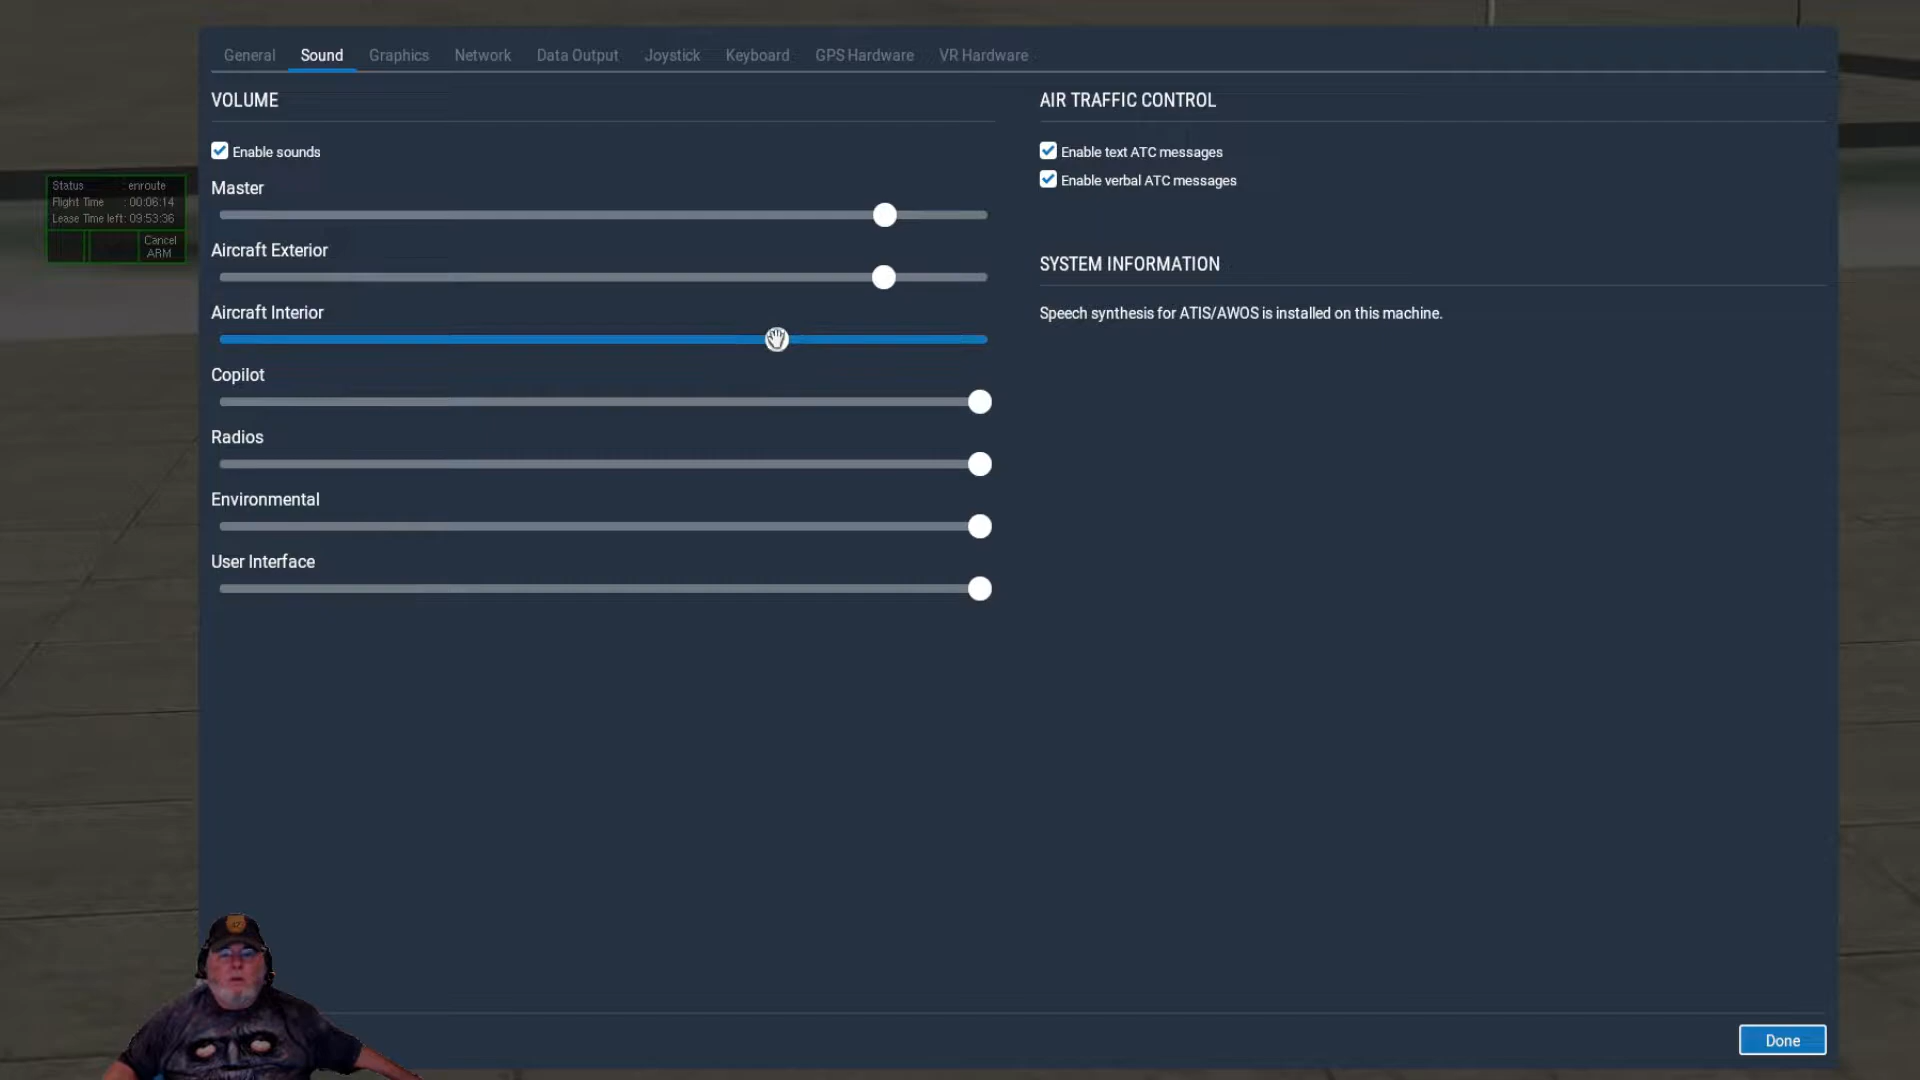 General Sound Graphics Network Data Output Joystick Keyboard GPS Hardware VR Hardware
VOLUME
Enable sounds
Master
Aircraft Exterior
Aircraft Interior
Copilot
Radios
Environmental
User Interface
AIR TRAFFIC CONTROL
Enable text ATC messages
Enable verbal ATC messages
SYSTEM INFORMATION
Speech synthesis for ATIS/AWOS is installed on this machine.
Status : enroute
Flight Time : 00:06:14
Lease Time left: 09:53:36
Cancel
ARM
Done